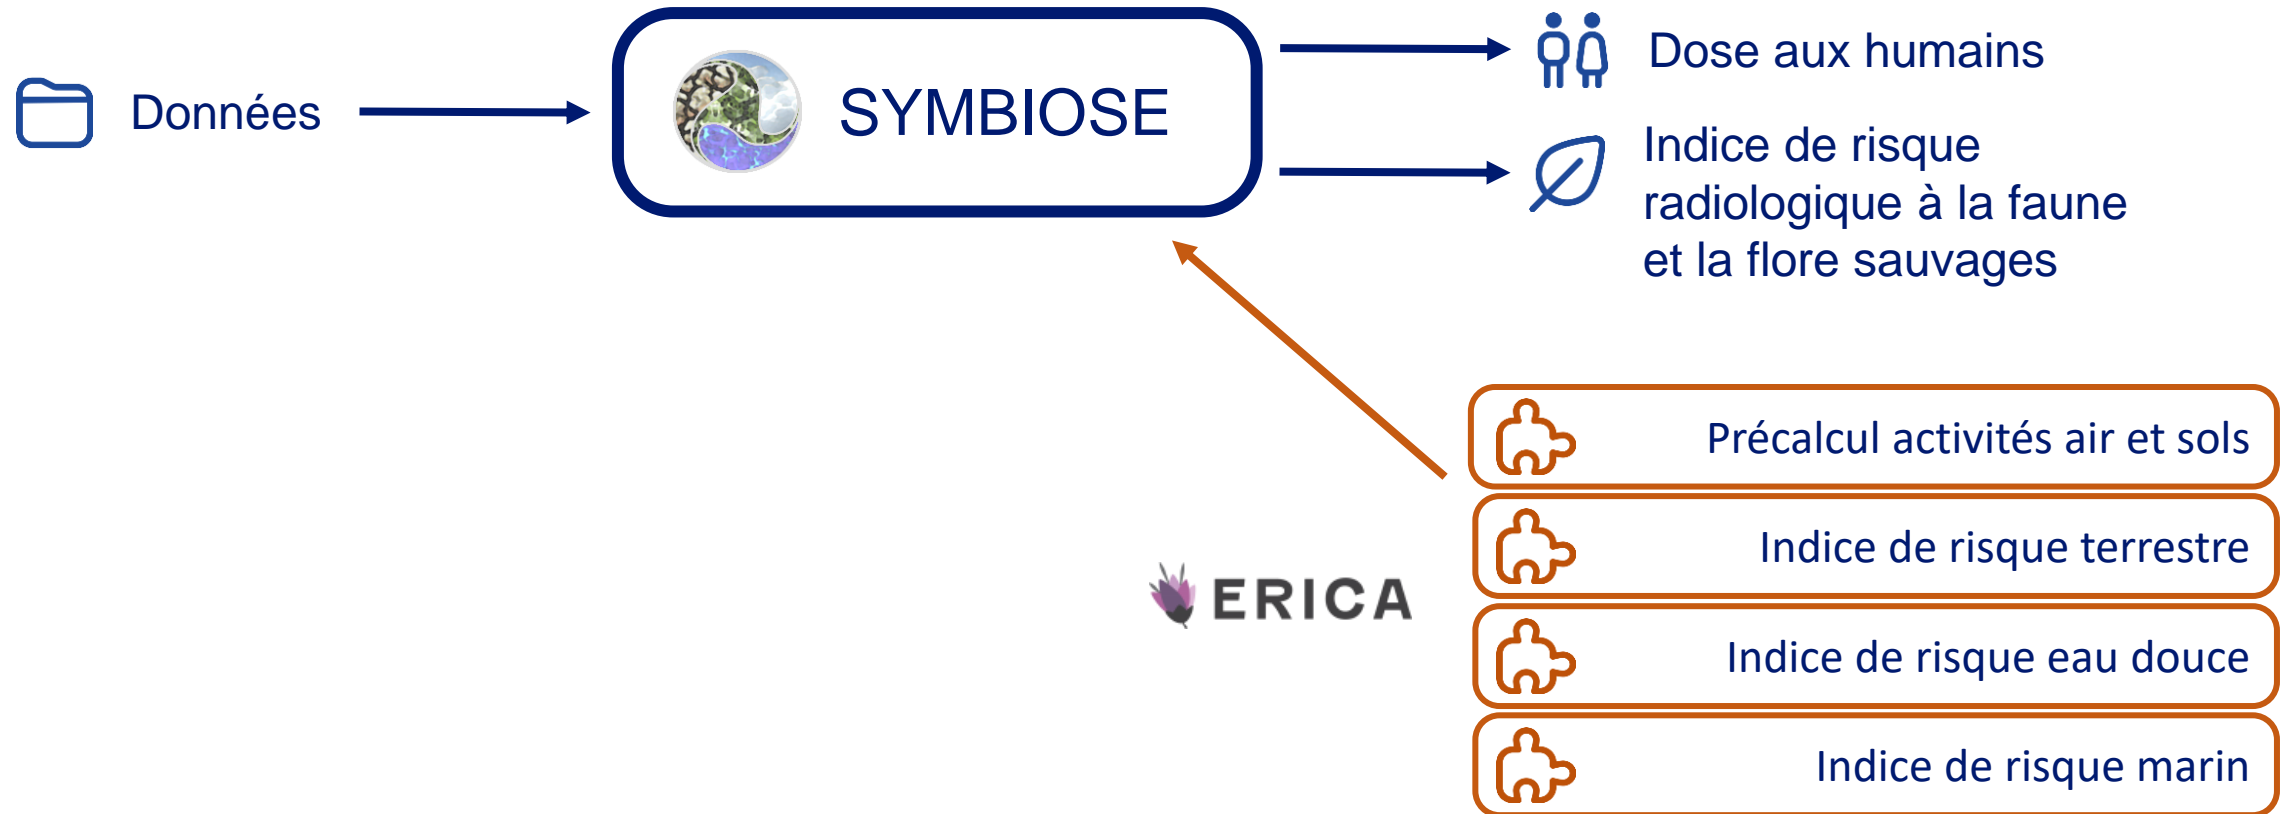 Données
SYMBIOSE
Dose aux humains
Indice de risque
radiologique à la faune
et la flore sauvages
Précalcul activités air et sols
Indice de risque terrestre
ERICA
Indice de risque eau douce
Indice de risque marin